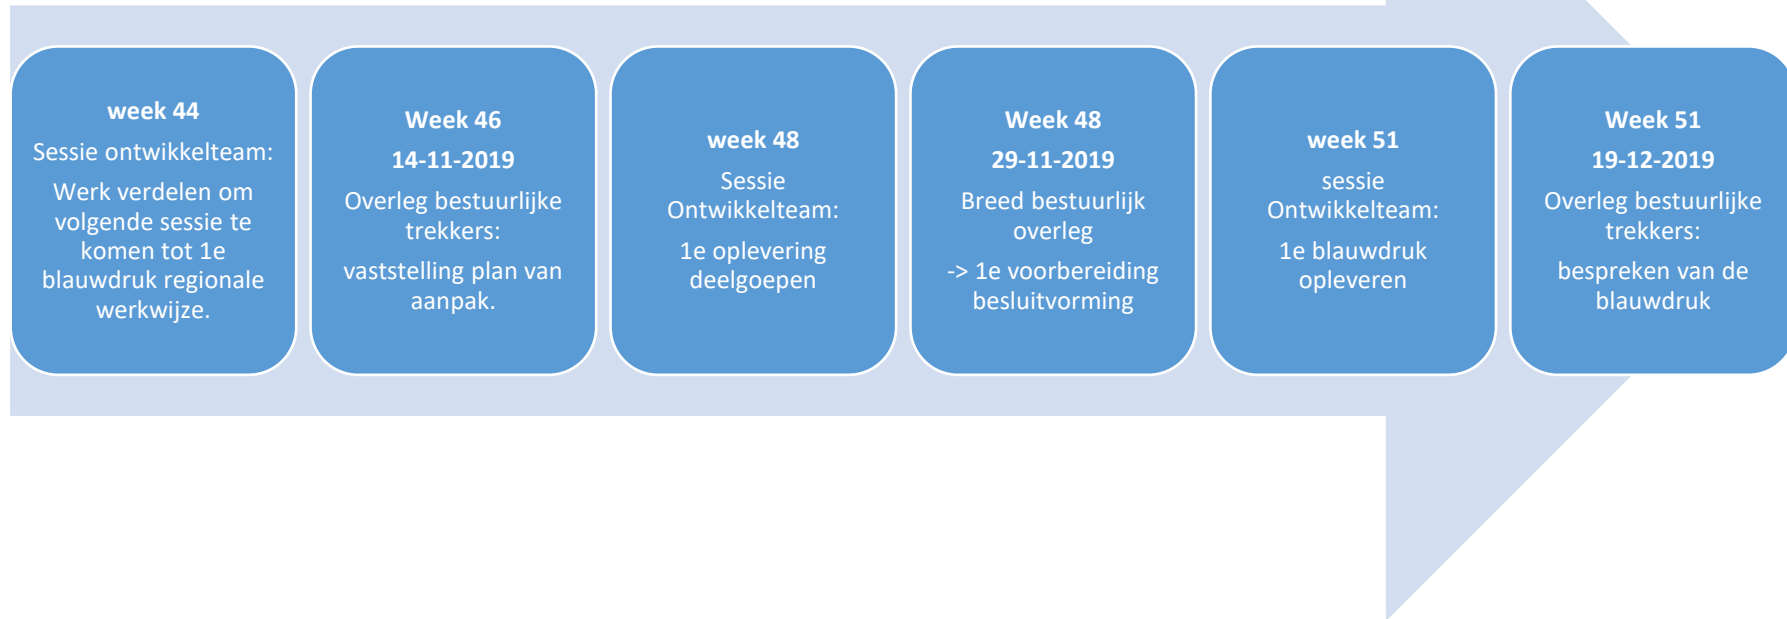 week 44
Sessie ontwikkelteam:
Werk verdelen om
volgende sessie te
komen tot 1e
blauwdruk regionale
werkwijze.
Week 46
14-11-2019
Overleg bestuurlijke
trekkers:
vaststelling plan van
aanpak.
week 48
Sessie
Ontwikkelteam:
1e oplevering
deelgoepen
Week 48
29-11-2019
Breed bestuurlijk
overleg
-> 1e voorbereiding
besluitvorming
week 51
sessie
Ontwikkelteam:
1e blauwdruk
opleveren
Week 51
19-12-2019
Overleg bestuurlijke
trekkers:
bespreken van de
blauwdruk